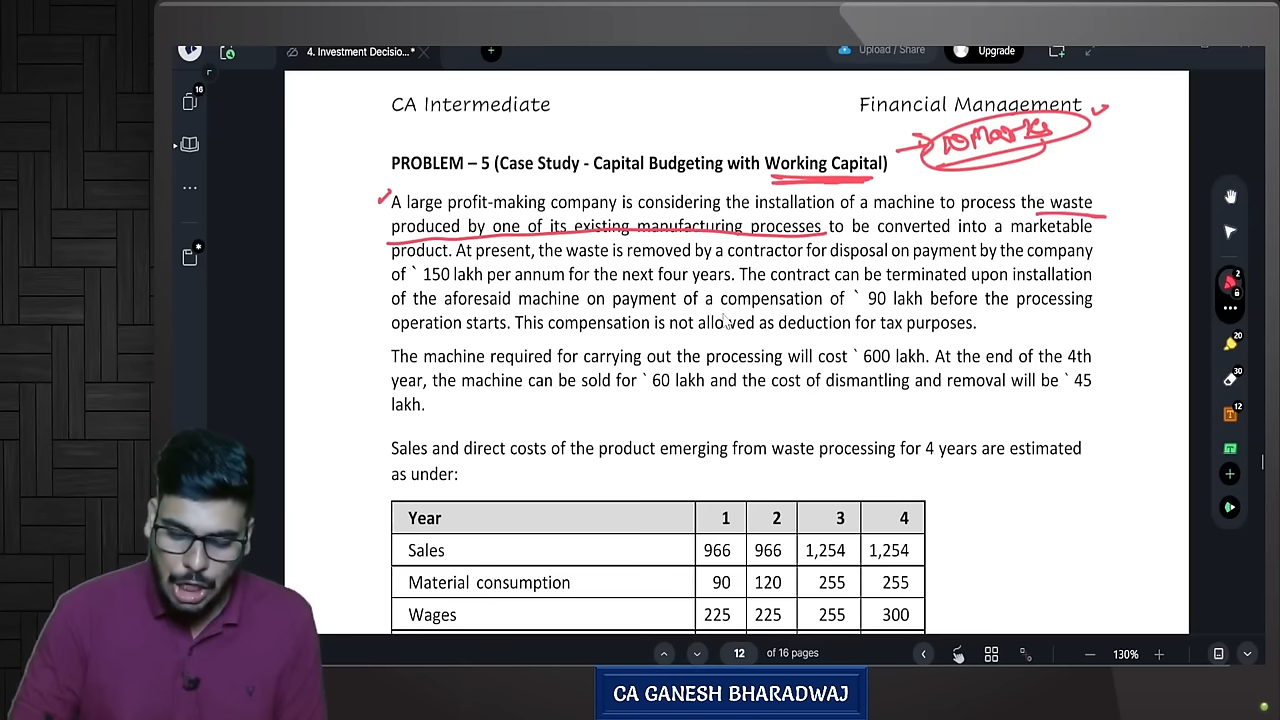 4. Investment Decisio...*
Upload / Share
Upgrade
16
CA Intermediate
Financial Management
10 Marks
PROBLEM – 5 (Case Study - Capital Budgeting with Working Capital)
A large profit-making company is considering the installation of a machine to process the waste
produced by one of its existing manufacturing processes to be converted into a marketable
product. At present, the waste is removed by a contractor for disposal on payment by the company
of ` 150 lakh per annum for the next four years. The contract can be terminated upon installation
of the aforesaid machine on payment of a compensation of ` 90 lakh before the processing
operation starts. This compensation is not allowed as deduction for tax purposes.
The machine required for carrying out the processing will cost ` 600 lakh. At the end of the 4th
year, the machine can be sold for ` 60 lakh and the cost of dismantling and removal will be ` 45
lakh.
Sales and direct costs of the product emerging from waste processing for 4 years are estimated
as under:
Year 1 2 3 4
Sales 966 966 1,254 1,254
Material consumption 90 120 255 255
Wages 225 225 255 300
2
20
30
12
12 of 16 pages
130%
CA GANESH BHARADWAJ